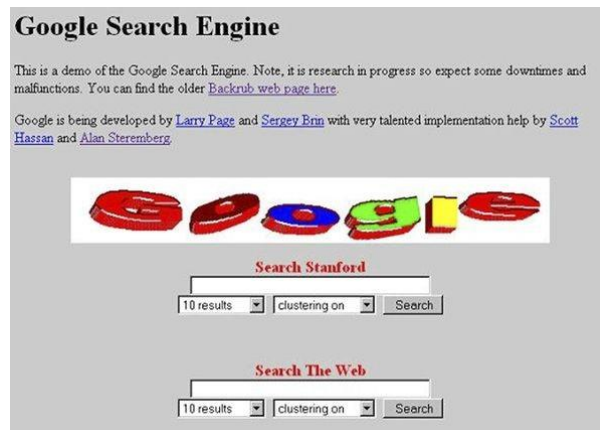 Google Search Engine
This is a demo of the Google Search Engine. Note, it is research in progress so expect some downtimes and
malfunctions. You can find the older Backrub web page here.
Google is being developed by Larry Page and Sergey Brin with very talented implementation help by Scott
Hassan and Alan Steremberg.
Google
Search Stanford
10 results clustering on Search
Search The Web
10 results clustering on Search